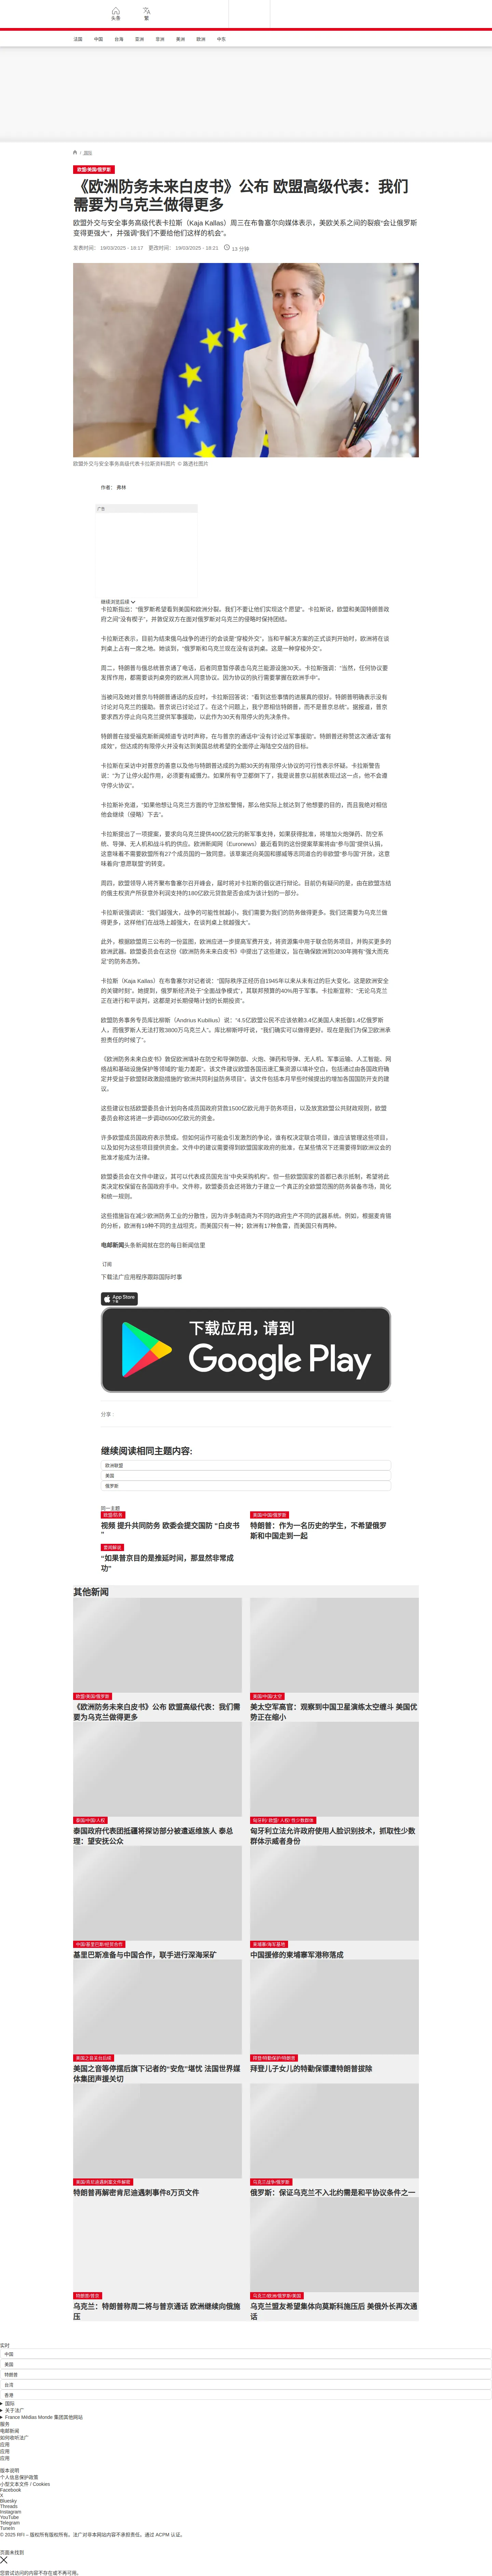 头条
繁
法国
中国
台海
亚洲
非洲
美洲
欧洲
中东
/ 国际
欧盟/美国/俄罗斯
《欧洲防务未来白皮书》公布 欧盟高级代表：我们需要为乌克兰做得更多
欧盟外交与安全事务高级代表卡拉斯（Kaja Kallas）周三在布鲁塞尔向媒体表示，美欧关系之间的裂痕“会让俄罗斯变得更强大”，并强调“我们不要给他们这样的机会”。
发表时间： 19/03/2025 - 18:17 更改时间： 19/03/2025 - 18:21 13 分钟
欧盟外交与安全事务高级代表卡拉斯资料图片 © 路透社图片
作者： 弗林
广告
继续浏览后续
卡拉斯指出：“俄罗斯希望看到美国和欧洲分裂。我们不要让他们实现这个愿望”。卡拉斯说，欧盟和美国特朗普政府之间“没有楔子”，并敦促双方在面对俄罗斯对乌克兰的侵略时保持团结。
卡拉斯还表示，目前为结束俄乌战争的进行的会谈是“穿梭外交”，当和平解决方案的正式谈判开始时，欧洲将在谈判桌上占有一席之地。她谈到，“俄罗斯和乌克兰现在没有谈判桌。这是一种穿梭外交”。
周二，特朗普与俄总统普京通了电话，后者同意暂停袭击乌克兰能源设施30天。卡拉斯强调：“当然，任何协议要发挥作用，都需要谈判桌旁的欧洲人同意协议。因为协议的执行需要掌握在欧洲手中”。
当被问及她对普京与特朗普通话的反应时，卡拉斯回答说：“看到这些事情的进展真的很好。特朗普明确表示没有讨论对乌克兰的援助。普京说已讨论过了。在这个问题上，我宁愿相信特朗普，而不是普京总统”。据报道，普京要求西方停止向乌克兰提供军事援助，以此作为30天有限停火的先决条件。
特朗普在接受福克斯新闻频道专访时声称，在与普京的通话中“没有讨论过军事援助”。特朗普还称赞这次通话“富有成效”，但达成的有限停火并没有达到美国总统希望的全面停止海陆空交战的目标。
卡拉斯在采访中对普京的善意以及他与特朗普达成的为期30天的有限停火协议的可行性表示怀疑，卡拉斯警告说：“为了让停火起作用，必须要有威慑力。如果所有守卫都倒下了，我是说普京以前就表现过这一点，他不会遵守停火协议”。
卡拉斯补充道，“如果他想让乌克兰方面的守卫放松警惕，那么他实际上就达到了他想要的目的，而且我绝对相信他会继续（侵略）下去”。
卡拉斯提出了一项提案，要求向乌克兰提供400亿欧元的新军事支持，如果获得批准，将增加火炮弹药、防空系统、导弹、无人机和战斗机的供应。欧洲新闻网（Euronews）最近看到的这份提案草案将由“参与国”提供认捐，这意味着不需要欧盟所有27个成员国的一致同意。该草案还向英国和挪威等志同道合的非欧盟“参与国”开放，这意味着向“意愿联盟”的转变。
周四，欧盟领导人将齐聚布鲁塞尔召开峰会，届时将对卡拉斯的倡议进行辩论。目前仍有疑问的是，由在欧盟冻结的俄主权资产所获意外利润支持的180亿欧元贷款是否会成为该计划的一部分。
卡拉斯说强调说：“我们越强大，战争的可能性就越小。我们需要为我们的防务做得更多。我们还需要为乌克兰做得更多，这样他们在战场上越强大，在谈判桌上就越强大”。
此外，根据欧盟周三公布的一份蓝图，欧洲应进一步提高军费开支，将资源集中用于联合防务项目，并购买更多的欧洲武器。欧盟委员会在这份《欧洲防务未来白皮书》中提出了这些建议，旨在确保欧洲到2030年拥有“强大而充足”的防务态势。
卡拉斯（Kaja Kallas）在布鲁塞尔对记者说：“国际秩序正经历自1945年以来从未有过的巨大变化。这是欧洲安全的关键时刻”。她提到，俄罗斯经济处于“全面战争模式”，其联邦预算的40%用于军事。卡拉斯宣称：“无论乌克兰正在进行和平谈判，这都是对长期侵略计划的长期投资”。
欧盟防务事务专员库比柳斯（Andrius Kubilius）说：“4.5亿欧盟公民不应该依赖3.4亿美国人来抵御1.4亿俄罗斯人，而俄罗斯人无法打败3800万乌克兰人”。库比柳斯呼吁说，“我们确实可以做得更好。现在是我们为保卫欧洲承担责任的时候了”。
《欧洲防务未来白皮书》敦促欧洲填补在防空和导弹防御、火炮、弹药和导弹、无人机、军事运输、人工智能、网络战和基础设施保护等领域的“能力差距”。该文件建议欧盟各国迅速汇集资源以填补空白，包括通过由各国政府确定并受益于欧盟财政激励措施的“欧洲共同利益防务项目”。该文件包括本月早些时候提出的增加各国国防开支的建议。
这些建议包括欧盟委员会计划向各成员国政府贷款1500亿欧元用于防务项目，以及放宽欧盟公共财政规则，欧盟委员会称这将进一步调动6500亿欧元的资金。
许多欧盟成员国政府表示赞成。但如何运作可能会引发激烈的争论，谁有权决定联合项目，谁应该管理这些项目，以及如何为这些项目提供资金。文件中的建议需要得到欧盟国家政府的批准，在某些情况下还需要得到欧洲议会的批准才能成为法律。
欧盟委员会在文件中建议，其可以代表成员国充当“中央采购机构”。但一些欧盟国家的首都已表示抵制，希望将此类决定权保留在各国政府手中。文件称，欧盟委员会还将致力于建立一个真正的全欧盟范围的防务装备市场，简化和统一规则。
这些措施旨在减少欧洲防务工业的分散性，因为许多制造商为不同的政府生产不同的武器系统。例如，根据麦肯锡的分析，欧洲有19种不同的主战坦克，而美国只有一种；欧洲有17种鱼雷，而美国只有两种。
电邮新闻头条新闻就在您的每日新闻信里
订阅
下载法广应用程序跟踪国际时事
App Store
下载应用，请到
Google Play
分享 :
继续阅读相同主题内容:
欧洲联盟
美国
俄罗斯
同一主题
欧盟/防务
视频 提升共同防务 欧委会提交国防 “白皮书”
美国/中国/俄罗斯
特朗普：作为一名历史的学生，不希望俄罗斯和中国走到一起
要闻解说
“如果普京目的是推延时间，那显然非常成功”
其他新闻
欧盟/美国/俄罗斯
《欧洲防务未来白皮书》公布 欧盟高级代表：我们需要为乌克兰做得更多
美国/中国/太空
美太空军高官：观察到中国卫星演练太空缠斗 美国优势正在缩小
泰国/中国/人权
泰国政府代表团抵疆将探访部分被遣返维族人 泰总理：望安抚公众
匈牙利/ 欧盟/ 人权/ 性少数群体
匈牙利立法允许政府使用人脸识别技术，抓取性少数群体示威者身份
中国/基里巴斯/经贸合作
基里巴斯准备与中国合作，联手进行深海采矿
柬埔寨/海军基地
中国援修的柬埔寨军港称落成
美国之音关台后续
美国之音等停摆后旗下记者的“安危”堪忧 法国世界媒体集团声援关切
拜登/特勤保护/特朗普
拜登儿子女儿的特勤保镖遭特朗普拔除
美国/肯尼迪遇刺案文件解密
特朗普再解密肯尼迪遇刺事件8万页文件
乌克兰战争/俄罗斯
俄罗斯：保证乌克兰不入北约需是和平协议条件之一
特朗普/普京
乌克兰：特朗普称周二将与普京通话 欧洲继续向俄施压
乌克兰/欧洲/俄罗斯/美国
乌克兰盟友希望集体向莫斯科施压后 美俄外长再次通话
实时
中国
美国
特朗普
台湾
香港
国际
关于法广
France Médias Monde 集团其他网站
服务
电邮新闻
如何收听法广
应用
应用
应用
版本说明
个人信息保护政策
小型文本文件 / Cookies
Facebook
X
Bluesky
Threads
Instagram
YouTube
Telegram
TuneIn
© 2025 RFI – 版权所有版权所有。法广对非本网站内容不承担责任。通过 ACPM 认证。
页面未找到
您尝试访问的内容不存在或不再可用。